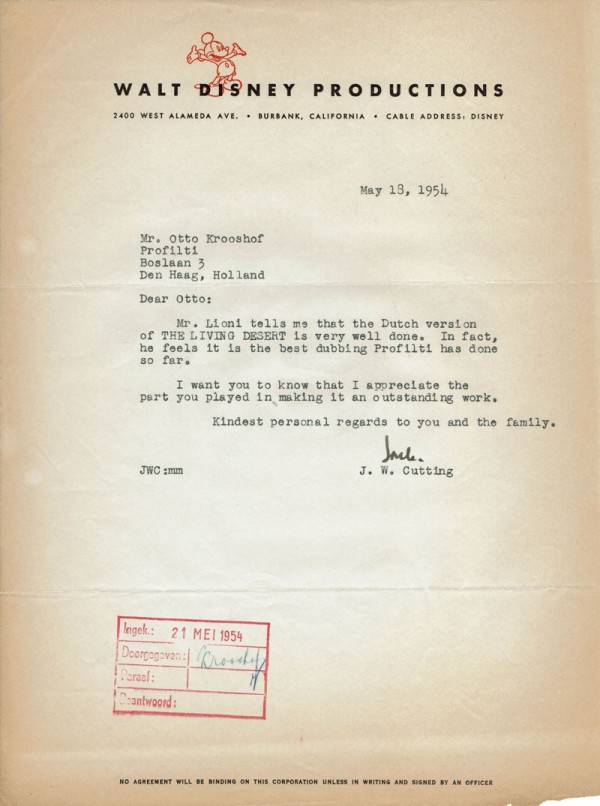 WALT DISNEY PRODUCTIONS
2400 WEST ALAMEDA AVE. • BURBANK, CALIFORNIA • CABLE ADDRESS: DISNEY
May 18, 1954
Mr. Otto Krooshof
Profilti
Boslaan 3
Den Haag, Holland
Dear Otto:
Mr. Lioni tells me that the Dutch version
of THE LIVING DESERT is very well done. In fact,
he feels it is the best dubbing Profilti has done
so far.
I want you to know that I appreciate the
part you played in making it an outstanding work.
Kindest personal regards to you and the family.
Jack.
JWC:mm J. W. Cutting
Ingek.: 21 MEI 1954
Doorgegeven: Krooshof
Paraaf:
Beantwoord:
NO AGREEMENT WILL BE BINDING ON THIS CORPORATION UNLESS IN WRITING AND SIGNED BY AN OFFICER